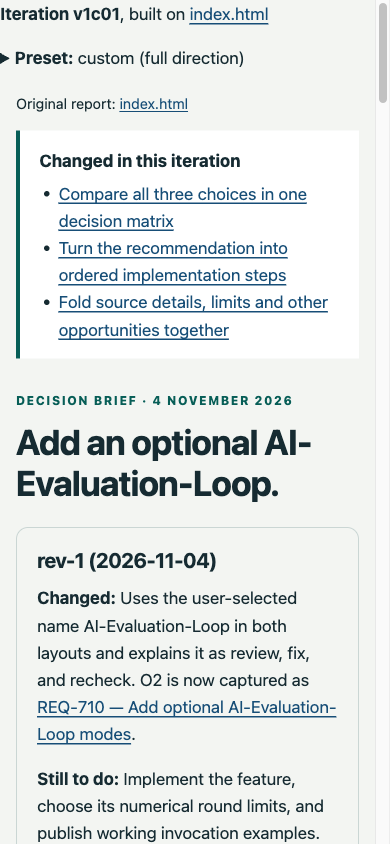 Iteration v1c01, built on index.html
▶ Preset: custom (full direction)
Original report: index.html
Changed in this iteration
• Compare all three choices in one
decision matrix
• Turn the recommendation into
ordered implementation steps
• Fold source details, limits and other
opportunities together
DECISION BRIEF · 4 NOVEMBER 2026
Add an optional AI-
Evaluation-Loop.
rev-1 (2026-11-04)
Changed: Uses the user-selected
name AI-Evaluation-Loop in both
layouts and explains it as review, fix,
and recheck. O2 is now captured as
REQ-710 — Add optional AI-Evaluation-
Loop modes.
Still to do: Implement the feature,
choose its numerical round limits, and
publish working invocation examples.